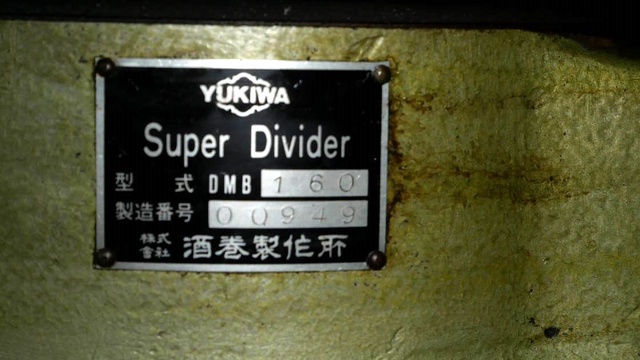 YUKIWA
Super Divider
型式 DMB 160
製造番号 00949
株式會社 酒巻製作所